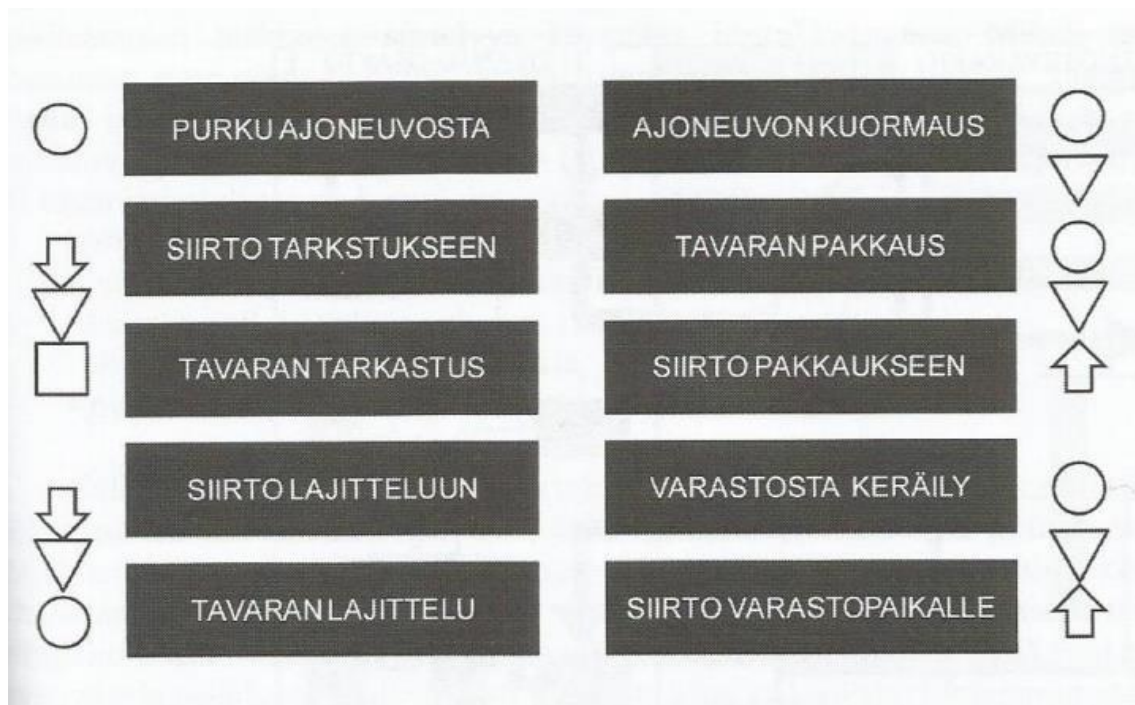 PURKU AJONEUVOSTA
SIIRTO TARKSTUKSEEN
TAVARAN TARKASTUS
SIIRTO LAJITTELUUN
TAVARAN LAJITTELU
AJONEUVON KUORMAUS
TAVARAN PAKKAUS
SIIRTO PAKKAUKSEEN
VARASTOSTA KERÄILY
SIIRTO VARASTOPAIKALLE